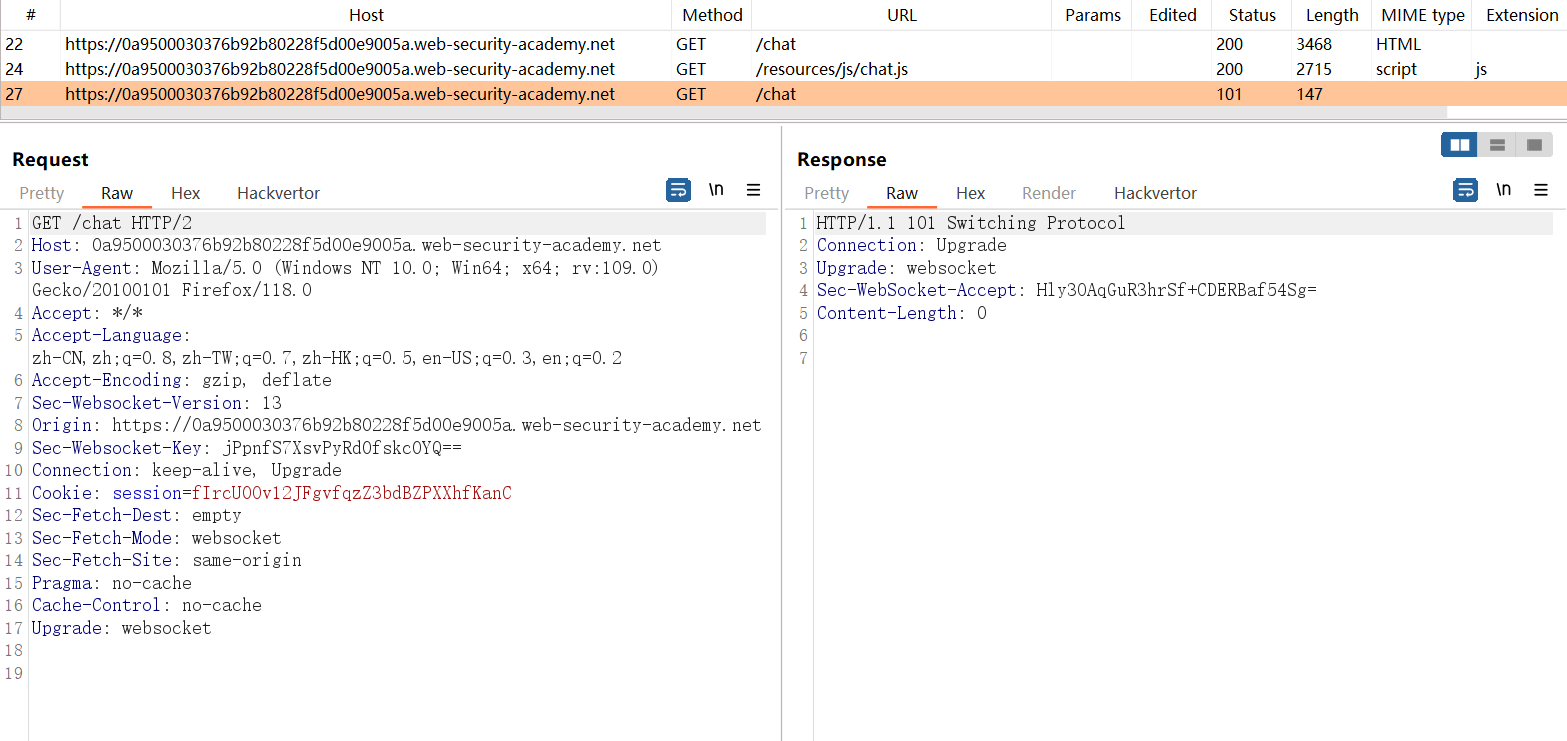 # Host Method URL Params Edited Status Length MIME type Extension
22 https://0a9500030376b92b80228f5d00e9005a.web-security-academy.net GET /chat 200 3468 HTML
24 https://0a9500030376b92b80228f5d00e9005a.web-security-academy.net GET /resources/js/chat.js 200 2715 script js
27 https://0a9500030376b92b80228f5d00e9005a.web-security-academy.net GET /chat 101 147
Request
Pretty Raw Hex Hackvertor \n
1 GET /chat HTTP/2
2 Host: 0a9500030376b92b80228f5d00e9005a.web-security-academy.net
3 User-Agent: Mozilla/5.0 (Windows NT 10.0; Win64; x64; rv:109.0)
Gecko/20100101 Firefox/118.0
4 Accept: */*
5 Accept-Language:
zh-CN,zh;q=0.8,zh-TW;q=0.7,zh-HK;q=0.5,en-US;q=0.3,en;q=0.2
6 Accept-Encoding: gzip, deflate
7 Sec-Websocket-Version: 13
8 Origin: https://0a9500030376b92b80228f5d00e9005a.web-security-academy.net
9 Sec-Websocket-Key: jPpnfS7XsvPyRdOfskcOYQ==
10 Connection: keep-alive, Upgrade
11 Cookie: session=fIrcUOOv12JFgvfqzZ3bdBZPXXhfKanC
12 Sec-Fetch-Dest: empty
13 Sec-Fetch-Mode: websocket
14 Sec-Fetch-Site: same-origin
15 Pragma: no-cache
16 Cache-Control: no-cache
17 Upgrade: websocket
18
19
Response
Pretty Raw Hex Render Hackvertor \n
1 HTTP/1.1 101 Switching Protocol
2 Connection: Upgrade
3 Upgrade: websocket
4 Sec-WebSocket-Accept: Hly3OAqGuR3hrSf+CDERBaf54Sg=
5 Content-Length: 0
6
7